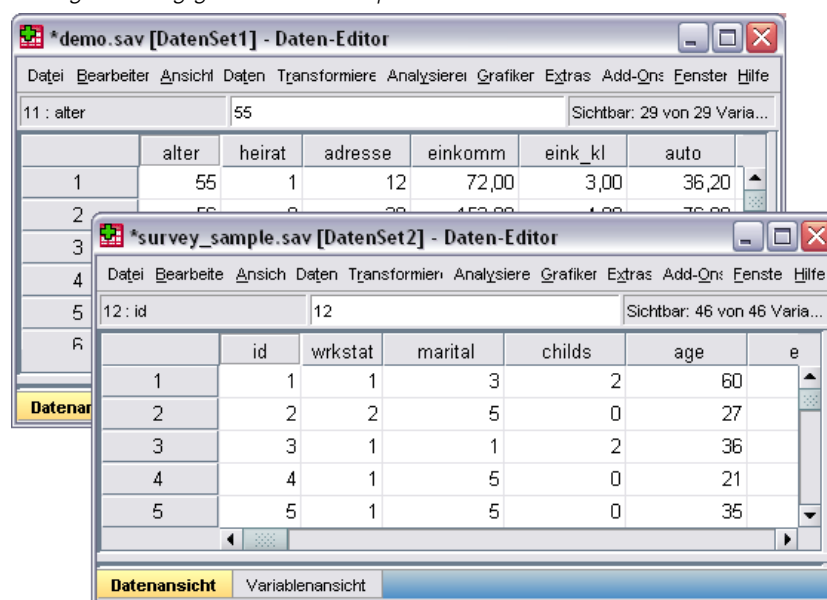 *demo.sav [DatenSet1] - Daten-Editor
Datei Bearbeiter Ansicht Daten Transformiere Analysierei Grafiker Extras Add-Ons Fenster Hilfe
11 : alter 55 Sichtbar: 29 von 29 Varia...
alter heirat adresse einkomm eink_kl auto
1 55 1 12 72,00 3,00 36,20
2
3
4
5
6
Datenan
*survey_sample.sav [DatenSet2] - Daten-Editor
Datei Bearbeite Ansich Daten Transformier Analysiere Grafiker Extras Add-On: Fenste Hilfe
12 : id 12 Sichtbar: 46 von 46 Varia...
id wrkstat marital childs age e
1 1 1 3 2 60
2 2 2 5 0 27
3 3 1 1 2 36
4 4 1 5 0 21
5 5 1 5 0 35
Datenansicht Variablenansicht